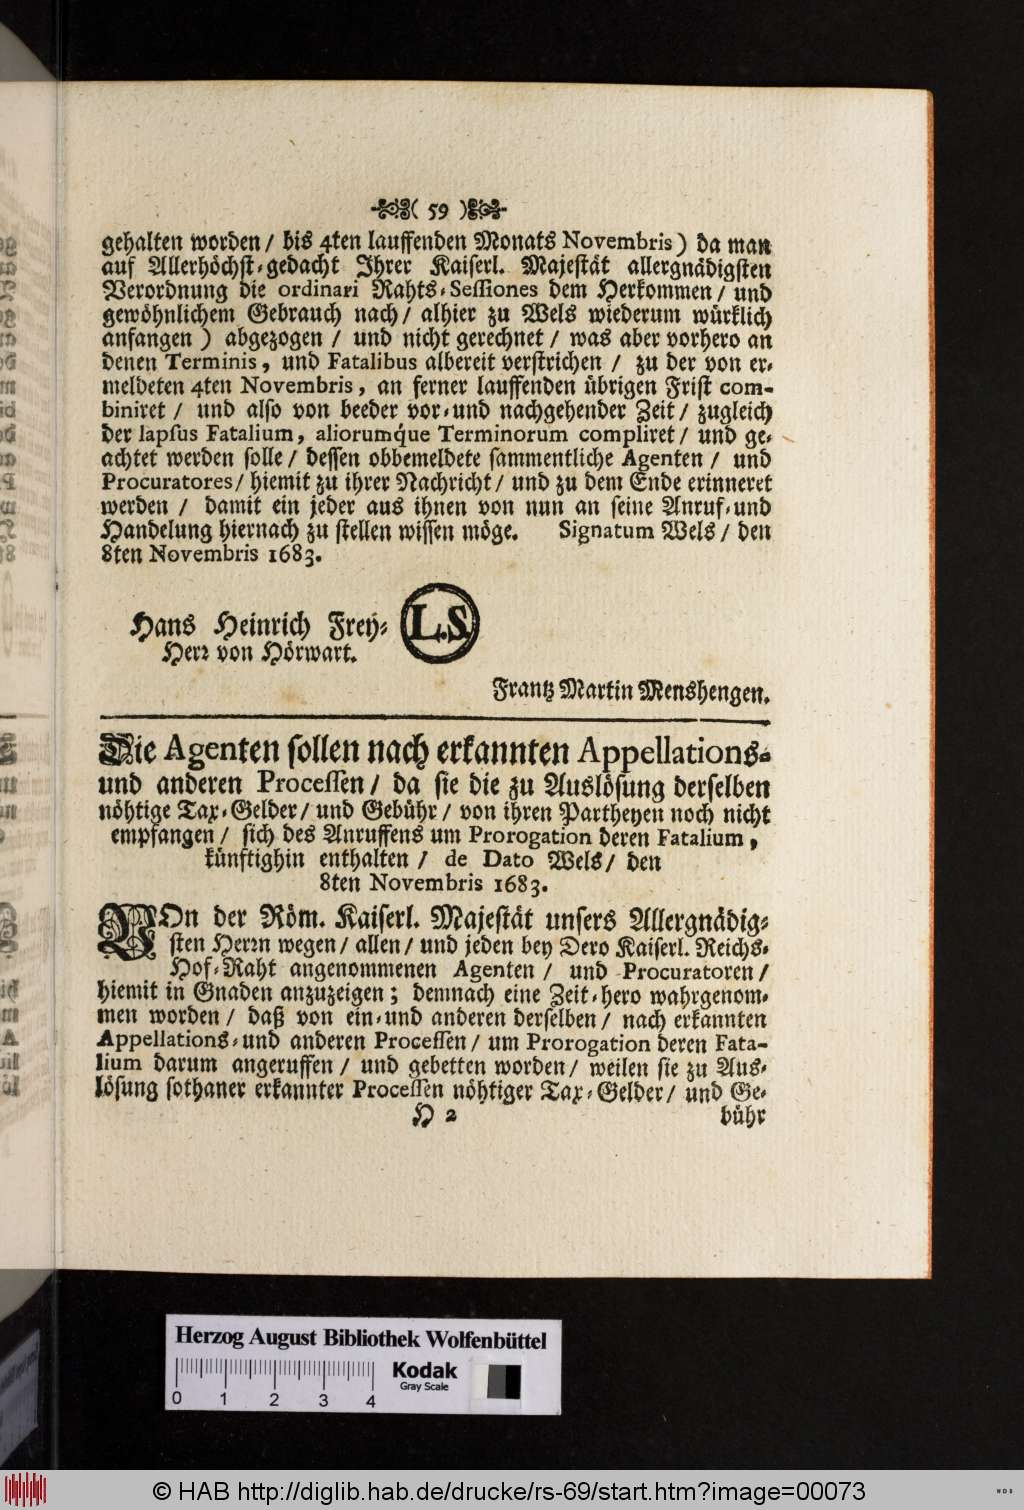 ( 59 )
gehalten worden / bis 4ten lauffenden Monats Novembris ) da man
auf Allerhöchst-gedacht Ihrer Kaiserl. Majestät allergnädigsten
Verordnung die ordinari Rahts-Sessiones dem Herkommen / und
gewöhnlichem Gebrauch nach / alhier zu Wels wiederum würklich
anfangen ) abgezogen / und nicht gerechnet / was aber vorhero an
denen Terminis, und Fatalibus albereit verstrichen / zu der von er-
meldeten 4ten Novembris, an ferner lauffenden übrigen Frist com-
biniret / und also von beeder vor-und nachgehender Zeit / zugleich
der lapsus Fatalium, aliorumq́ue Terminorum compliret / und ge-
achtet werden solle / dessen obbemeldete sammentliche Agenten / und
Procuratores / hiemit zu ihrer Nachricht / und zu dem Ende erinneret
werden / damit ein jeder aus ihnen von nun an seine Anruf-und
Handelung hiernach zu stellen wissen möge. Signatum Wels / den
8ten Novembris 1683.
Hans Heinrich Frey-
Herr von Hörwart.
L.S.
Frantz Martin Menshengen.
Die Agenten sollen nach erkannten Appellations-
und anderen Processen / da sie die zu Auslösung derselben
nöhtige Tax-Gelder / und Gebühr / von ihren Partheyen noch nicht
empfangen / sich des Anruffens um Prorogation deren Fatalium,
künftighin enthalten / de Dato Wels / den
8ten Novembris 1683.
VOn der Röm. Kaiserl. Majestät unsers Allergnädig-
sten Herrn wegen / allen / und jeden bey Dero Kaiserl. Reichs-
Hof-Raht angenommenen Agenten / und Procuratoren /
hiemit in Gnaden anzuzeigen; demnach eine Zeit-hero wahrgenom-
men worden / daß von ein-und anderen derselben / nach erkannten
Appellations-und anderen Processen / um Prorogation deren Fata-
lium darum angeruffen / und gebetten worden / weilen sie zu Aus-
lösung sothaner erkannter Processen nöhtiger Tax-Gelder / und Ge-
H 2
bühr
Herzog August Bibliothek Wolfenbüttel
0 1 2 3 4
Kodak
Gray Scale
© HAB http://diglib.hab.de/drucke/rs-69/start.htm?image=00073
WDB